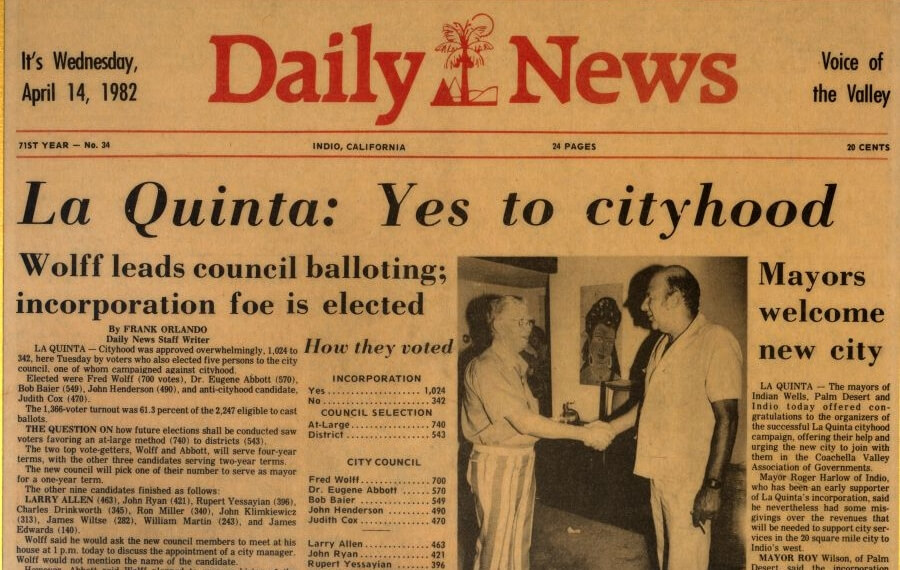 It's Wednesday,
April 14, 1982
Daily News
Voice of
the Valley
71ST YEAR — No. 34
INDIO, CALIFORNIA
24 PAGES
20 CENTS
La Quinta: Yes to cityhood
Wolff leads council balloting;
incorporation foe is elected
By FRANK ORLANDO
Daily News Staff Writer
LA QUINTA — Cityhood was approved overwhelmingly, 1,024 to
342, here Tuesday by voters who also elected five persons to the city
council, one of whom campaigned against cityhood.
Elected were Fred Wolff (700 votes), Dr. Eugene Abbott (570),
Bob Baier (549), John Henderson (490), and anti-cityhood candidate,
Judith Cox (470).
The 1,366-voter turnout was 61.3 percent of the 2,247 eligible to cast
ballots.
THE QUESTION ON how future elections shall be conducted saw
voters favoring an at-large method (740) to districts (543).
The two top vote-getters, Wolff and Abbott, will serve four-year
terms, with the other three candidates serving two-year terms.
The new council will pick one of their number to serve as mayor
for a one-year term.
The other nine candidates finished as follows:
LARRY ALLEN (463), John Ryan (421), Rupert Yessayian (396),
Charles Drinkworth (345), Ron Miller (340), John Klimkiewicz
(313), James Wiltse (282), William Martin (243), and James
Edwards (140).
Wolff said he would ask the new council members to meet at his
house at 1 p.m. today to discuss the appointment of a city manager.
Wolff would not mention the name of the candidate.
How they voted
INCORPORATION
Yes .................... 1,024
No ..................... 342
COUNCIL SELECTION
At-Large ................ 740
District ................. 543
CITY COUNCIL
Fred Wolff .............. 700
Dr. Eugene Abbott ...... 570
Bob Baier ............... 549
John Henderson ......... 490
Judith Cox .............. 470
Larry Allen .............. 463
John Ryan ............... 421
Rupert Yessayian ........ 396
Mayors
welcome
new city
LA QUINTA — The mayors of
Indian Wells, Palm Desert and
Indio today offered con-
gratulations to the organizers of
the successful La Quinta cityhood
campaign, offering their help and
urging the new city to join with
them in the Coachella Valley
Association of Governments.
Mayor Roger Harlow of Indio,
who has been an early supporter
of La Quinta's incorporation, said
he nevertheless had some mis-
givings over the revenues that
will be needed to support city ser-
vices in the 20 square mile city to
Indio's west.
MAYOR ROY Wilson, of Palm
Desert, said the incorporation